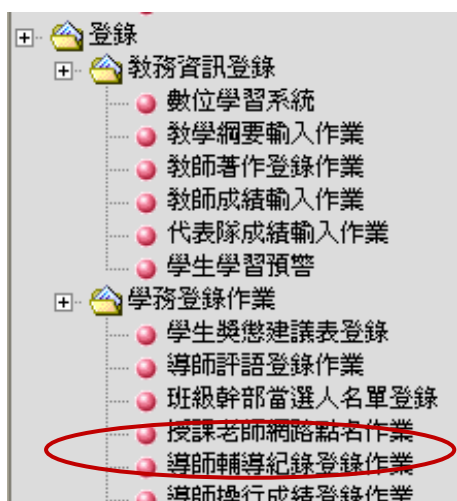 登錄
教務資訊登錄
數位學習系統
教學綱要輸入作業
教師著作登錄作業
教師成績輸入作業
代表隊成績輸入作業
學生學習預警
學務登錄作業
學生獎懲建議表登錄
導師評語登錄作業
班級幹部當選人名單登錄
授課老師網路點名作業
導師輔導紀錄登錄作業
導師操行成績登錄作業